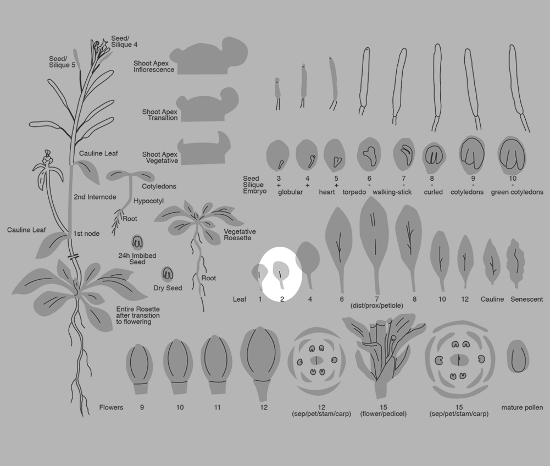 Seed/
Silique 4
Seed/
Silique 5
Shoot Apex
Inflorescence
Shoot Apex
Transition
Shoot Apex
Vegetative
Cauline Leaf
Cotyledons
2nd Internode
Hypocotyl
Root
Cauline Leaf
1st node
Vegetative
Roesette
24h Imbibed
Seed
Dry Seed
Root
Entire Rosette
after transition
to flowering
Seed 3 4 5 6 7 8 9 10
Silique + + + - - - - -
Embryo globular heart torpedo walking-stick curled cotyledons green cotyledons
Leaf 1 2 4 6 7 8 10 12 Cauline Senescent
(dist/prox/petiole)
Flowers 9 10 11 12 12 15 15 mature pollen
(sep/pet/stam/carp) (flower/pedicel) (sep/pet/stam/carp)